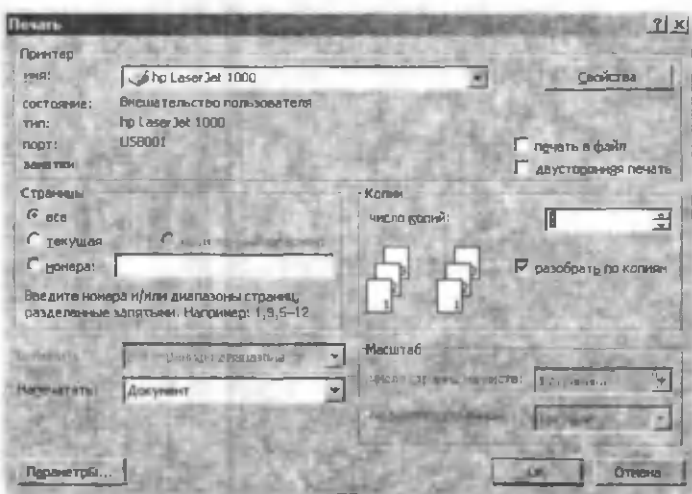 Печать
Принтер
имя: hp LaserJet 1000 Свойства
состояние: Вмешательство пользователя
тип: hp LaserJet 1000
порт: USB001
заметки
печать в файл
двусторонняя печать
Страницы
все
текущая
номера:
Введите номера и/или диапазоны страниц,
разделенные запятыми. Например: 1,3,5–12
Копии
число копий: 1
разобрать по копиям
Напечатать: Документ
Масштаб
Параметры... OK Отмена